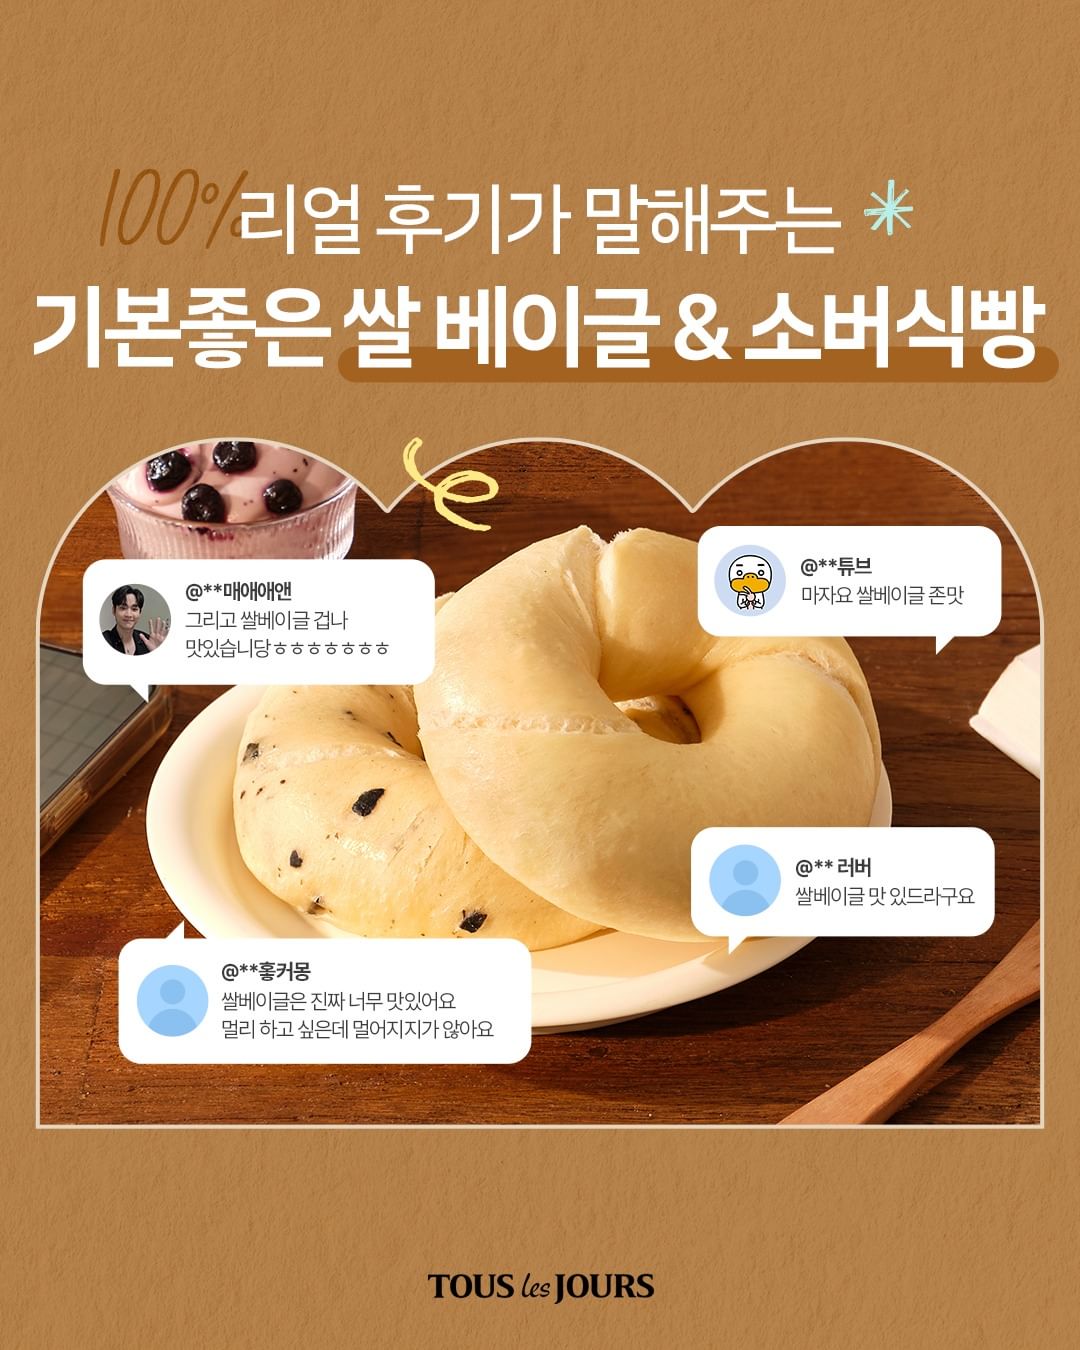 100% 리얼 후기가 말해주는
기본좋은 쌀 베이글 & 소버식빵
@**매애애앤
그리고 쌀베이글 겁나
맛있습니당ㅎㅎㅎㅎㅎㅎㅎ
@**튜브
마자요 쌀베이글 존맛
@** 러버
쌀베이글 맛 있드라구요
@**홓커몽
쌀베이글은 진짜 너무 맛있어요
멀리 하고 싶은데 멀어지지가 않아요
TOUS les JOURS